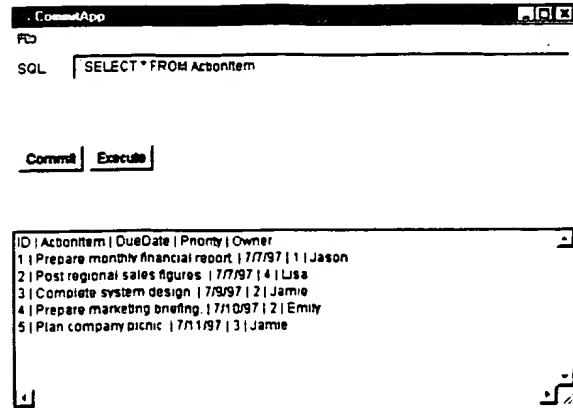 CommitApp
File
SQL SELECT * FROM ActionItem
Commit Execute
ID | ActionItem | DueDate | Priority | Owner
1 | Prepare monthly financial report | 7/7/97 | 1 | Jason
2 | Post regional sales figures | 7/7/97 | 4 | Lisa
3 | Complete system design | 7/9/97 | 2 | Jamie
4 | Prepare marketing briefing. | 7/10/97 | 2 | Emily
5 | Plan company picnic | 7/11/97 | 3 | Jamie